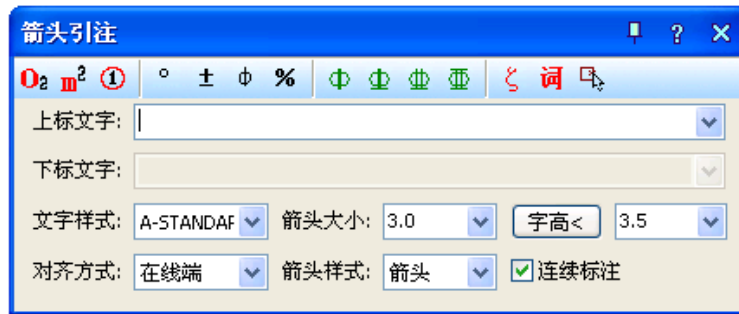 箭头引注 ?
O₂ m² ① ° ± ϕ % ζ 词
上标文字:
下标文字:
文字样式: A-STANDAF 箭头大小: 3.0 字高< 3.5
对齐方式: 在线端 箭头样式: 箭头 连续标注